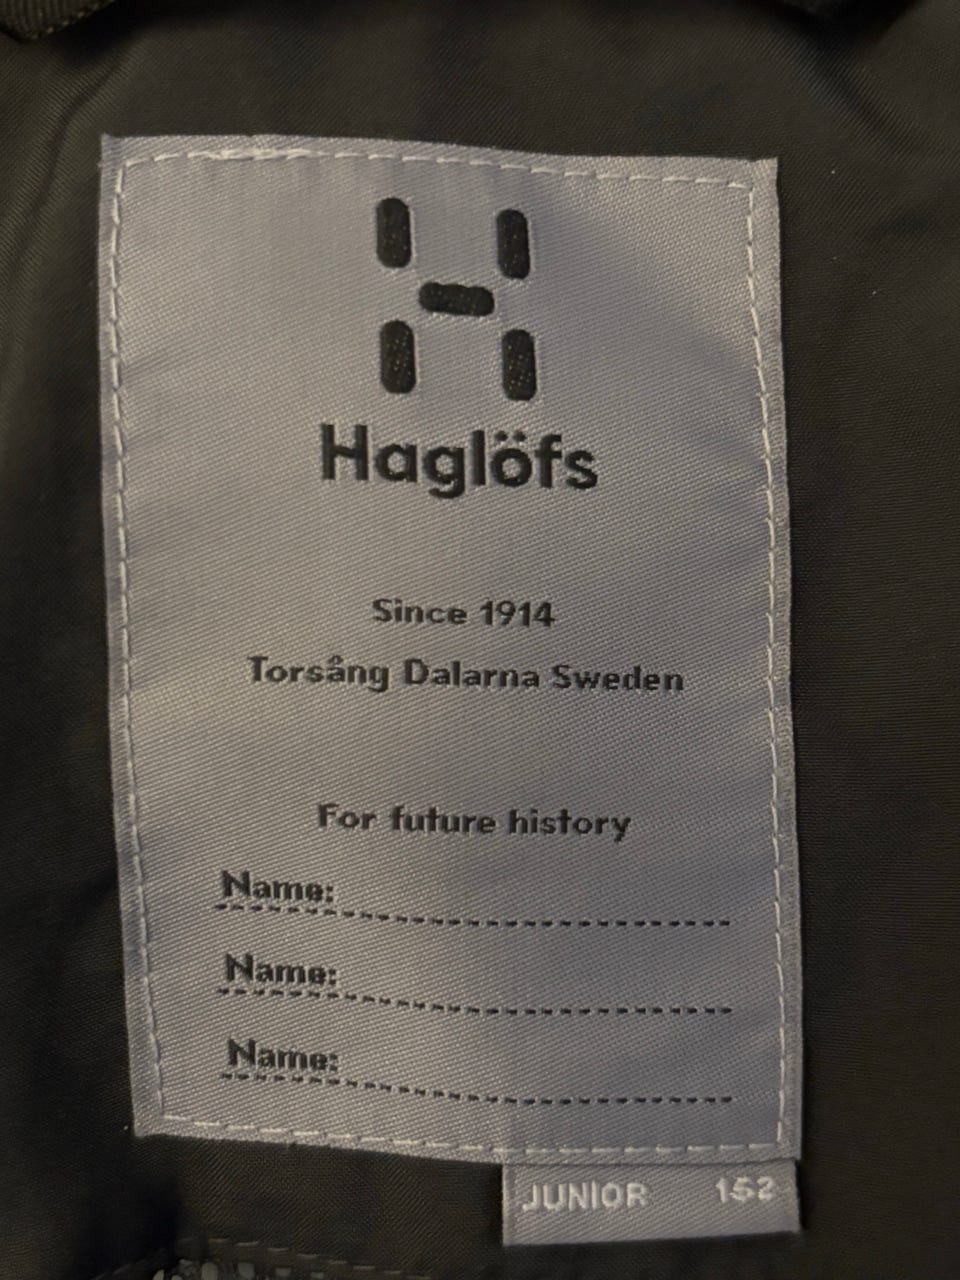 Haglöfs
Since 1914
Torsång Dalarna Sweden
For future history
Name:
Name:
Name:
JUNIOR 152